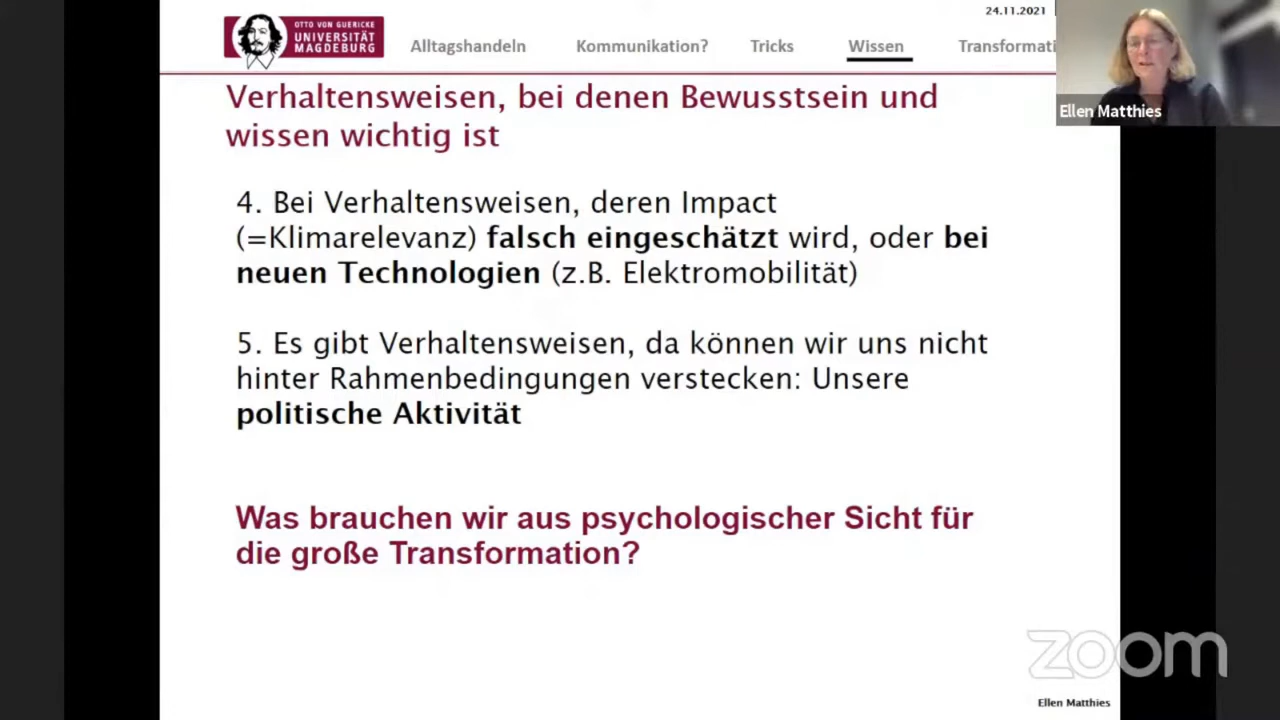 24.11.2021
OTTO VON GUERICKE
UNIVERSITÄT
MAGDEBURG
Alltagshandeln Kommunikation? Tricks Wissen Transformati
Ellen Matthies
Verhaltensweisen, bei denen Bewusstsein und
wissen wichtig ist
4. Bei Verhaltensweisen, deren Impact
(=Klimarelevanz) falsch eingeschätzt wird, oder bei
neuen Technologien (z.B. Elektromobilität)
5. Es gibt Verhaltensweisen, da können wir uns nicht
hinter Rahmenbedingungen verstecken: Unsere
politische Aktivität
Was brauchen wir aus psychologischer Sicht für
die große Transformation?
zoom
Ellen Matthies